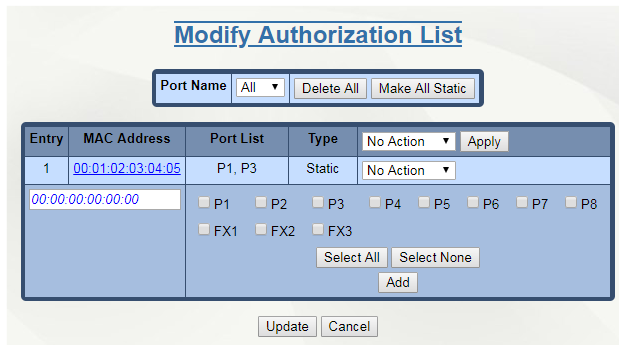 Modify Authorization List
Port Name All Delete All Make All Static
Entry MAC Address Port List Type No Action Apply
1 00:01:02:03:04:05 P1, P3 Static No Action
00:00:00:00:00:00 P1 P2 P3 P4 P5 P6 P7 P8
FX1 FX2 FX3
Select All Select None
Add
Update Cancel